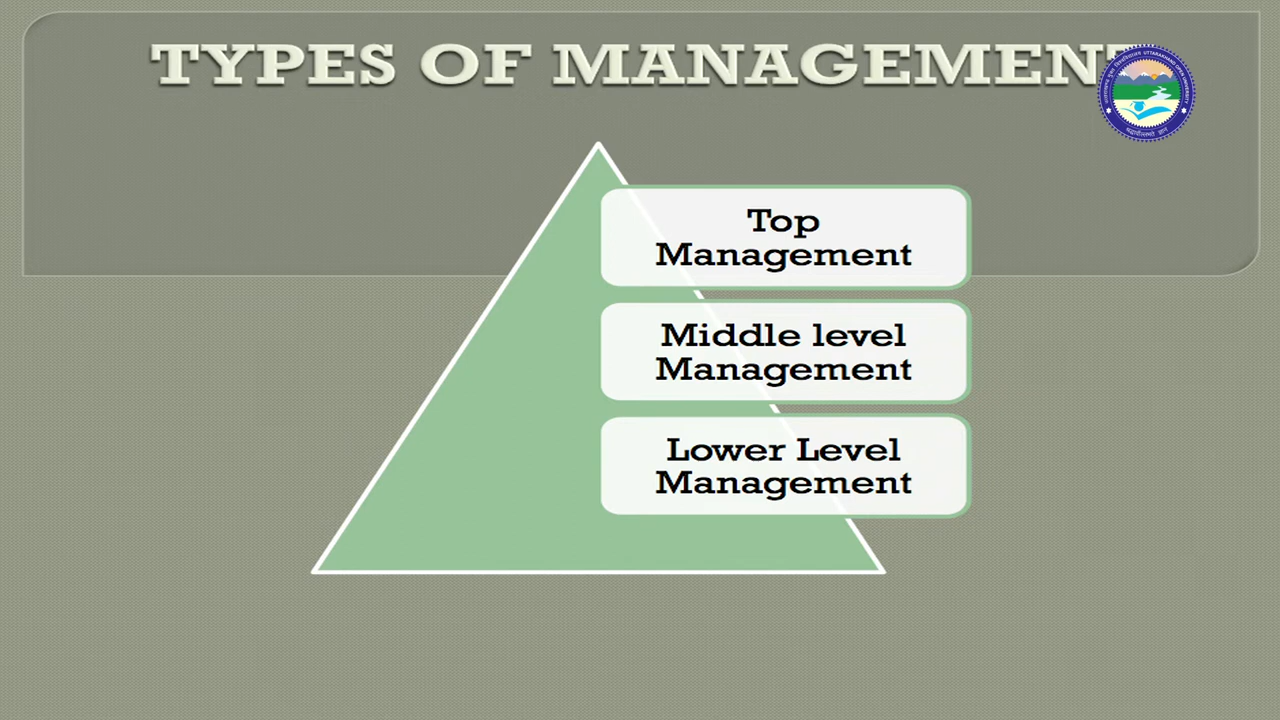 TYPES OF MANAGEMENT
Top
Management
Middle level
Management
Lower Level
Management